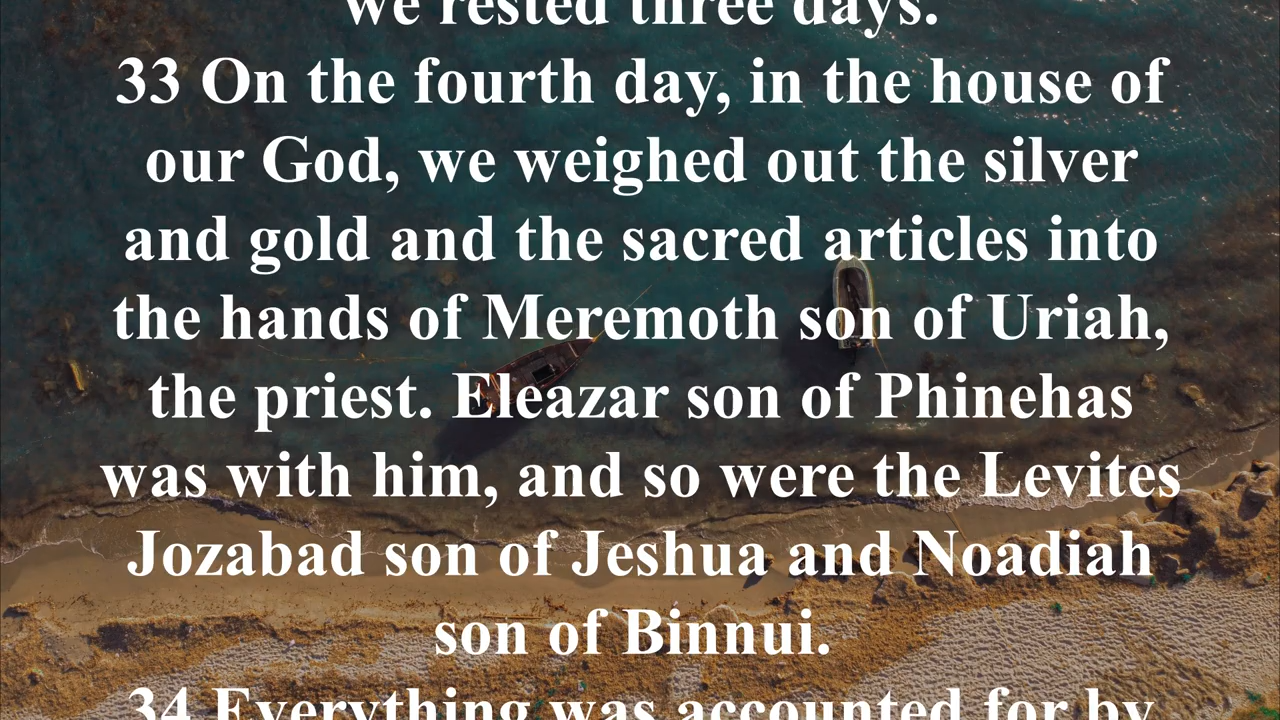 we rested three days.
33 On the fourth day, in the house of
our God, we weighed out the silver
and gold and the sacred articles into
the hands of Meremoth son of Uriah,
the priest. Eleazar son of Phinehas
was with him, and so were the Levites
Jozabad son of Jeshua and Noadiah
son of Binnui.
34 Everything was accounted for by